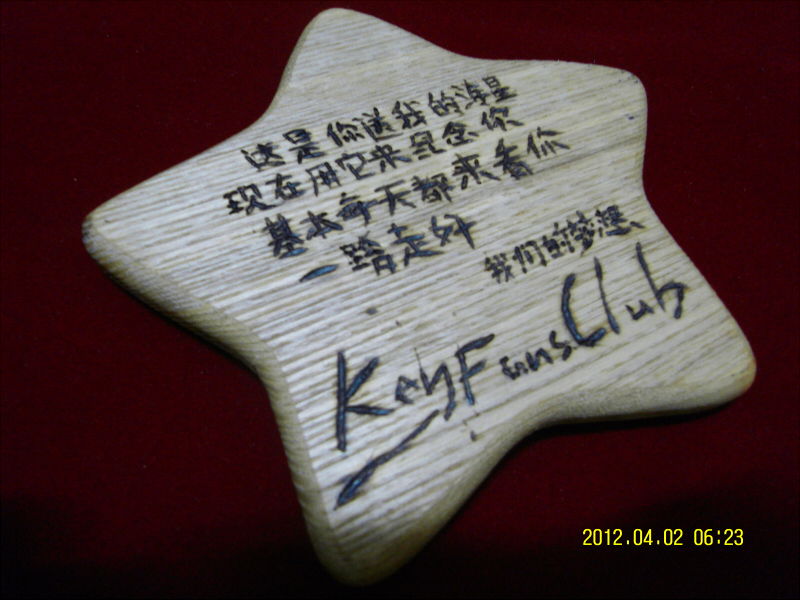 这是你送我的海星
现在用它来纪念你
基本每天都来看你
一路走好
我们的梦想、
KeyFansClub
2012.04.02 06:23